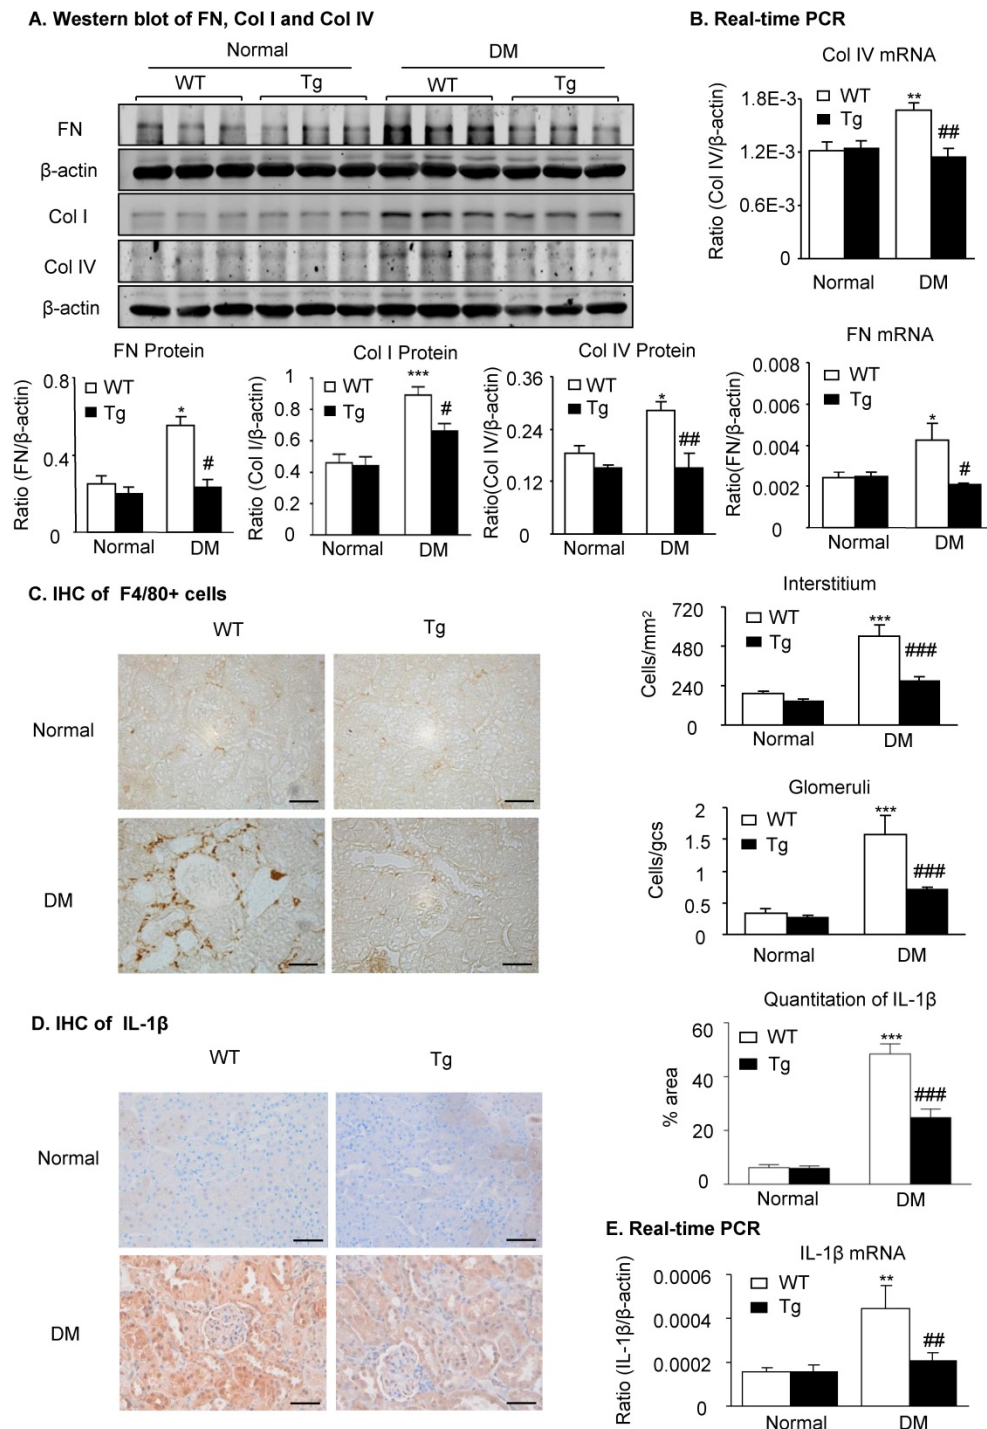 A. Western blot of FN, Col I and Col IV
Normal DM
WT Tg WT Tg
FN
β-actin
Col I
Col IV
β-actin
FN Protein
Ratio (FN/β-actin)
0.8
0.4
0
WT
Tg
*
#
Normal DM
Col I Protein
Ratio (Col I/β-actin)
1
0.8
0.6
0.4
0.2
0
WT
Tg
***
#
Normal DM
Col IV Protein
Ratio(Col IV/β-actin)
0.36
0.24
0.12
0
WT
Tg
*
##
Normal DM
B. Real-time PCR
Col IV mRNA
Ratio (Col IV/β-actin)
1.8E-3
1.2E-3
0.6E-3
0
WT
Tg
**
##
Normal DM
FN mRNA
Ratio(FN/β-actin)
0.008
0.006
0.004
0.002
0
WT
Tg
*
#
Normal DM
C. IHC of F4/80+ cells
WT Tg
Normal
DM
Interstitium
Cells/mm²
720
480
240
0
WT
Tg
***
###
Normal DM
Glomeruli
Cells/gcs
2
1.5
1
0.5
0
WT
Tg
***
###
Normal DM
D. IHC of IL-1β
WT Tg
Normal
DM
Quantitation of IL-1β
% area
60
40
20
0
WT
Tg
***
###
Normal DM
E. Real-time PCR
IL-1β mRNA
Ratio (IL-1β/β-actin)
0.0006
0.0004
0.0002
0
WT
Tg
**
##
Normal DM